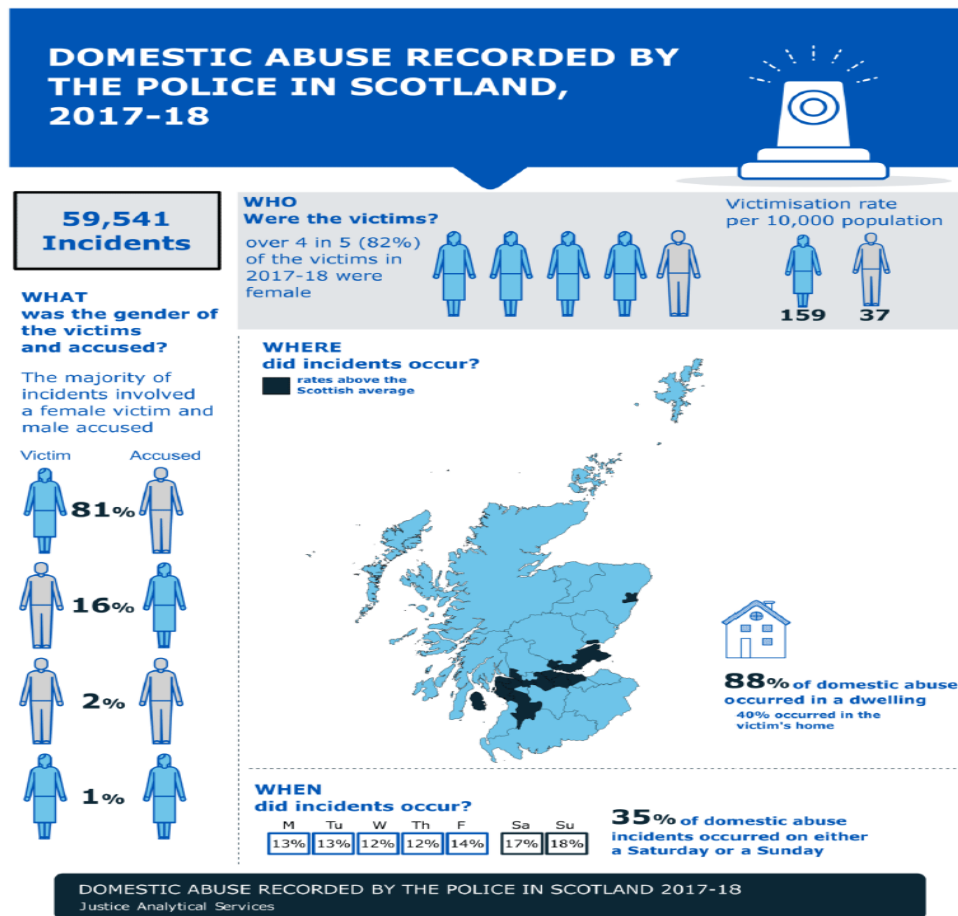 DOMESTIC ABUSE RECORDED BY
THE POLICE IN SCOTLAND,
2017-18
59,541
Incidents
WHAT
was the gender of
the victims
and accused?
The majority of
incidents involved
a female victim and
male accused
Victim Accused
81%
16%
2%
1%
WHO
Were the victims?
over 4 in 5 (82%)
of the victims in
2017-18 were
female
Victimisation rate
per 10,000 population
159 37
WHERE
did incidents occur?
rates above the
Scottish average
88% of domestic abuse
occurred in a dwelling
40% occurred in the
victim's home
WHEN
did incidents occur?
M Tu W Th F Sa Su
13% 13% 12% 12% 14% 17% 18%
35% of domestic abuse
incidents occurred on either
a Saturday or a Sunday
DOMESTIC ABUSE RECORDED BY THE POLICE IN SCOTLAND 2017-18
Justice Analytical Services